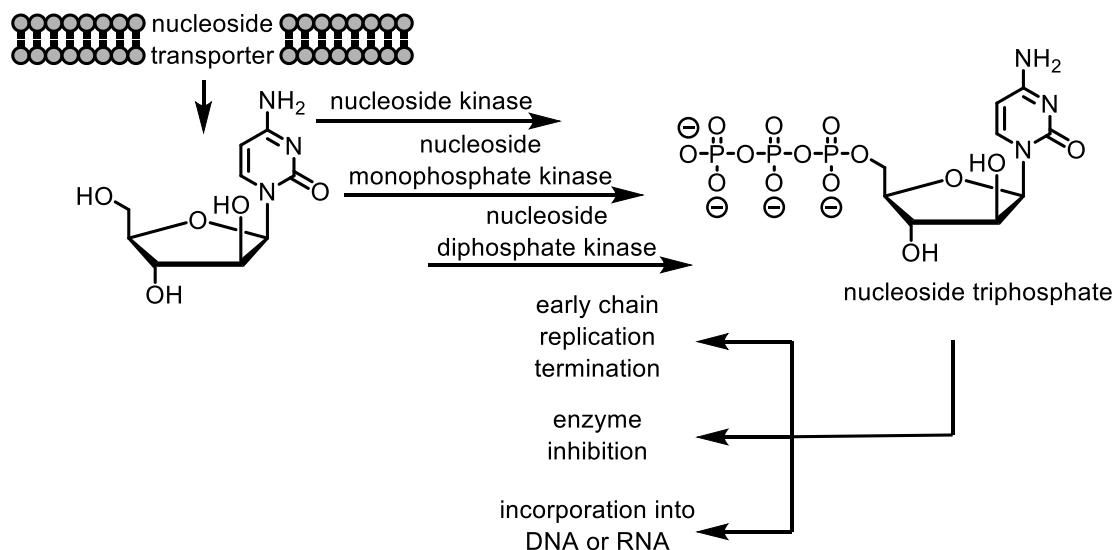 nucleoside
transporter
nucleoside kinase
nucleoside
monophosphate kinase
nucleoside
diphosphate kinase
NH2
N
N
O
HO
O
HO
OH
NH2
N
N
O
HO
O
OH
O
O
O
⊖
O
P
O
P
O
P
O
O
O
O
⊖
⊖
⊖
nucleoside triphosphate
early chain
replication
termination
enzyme
inhibition
incorporation into
DNA or RNA